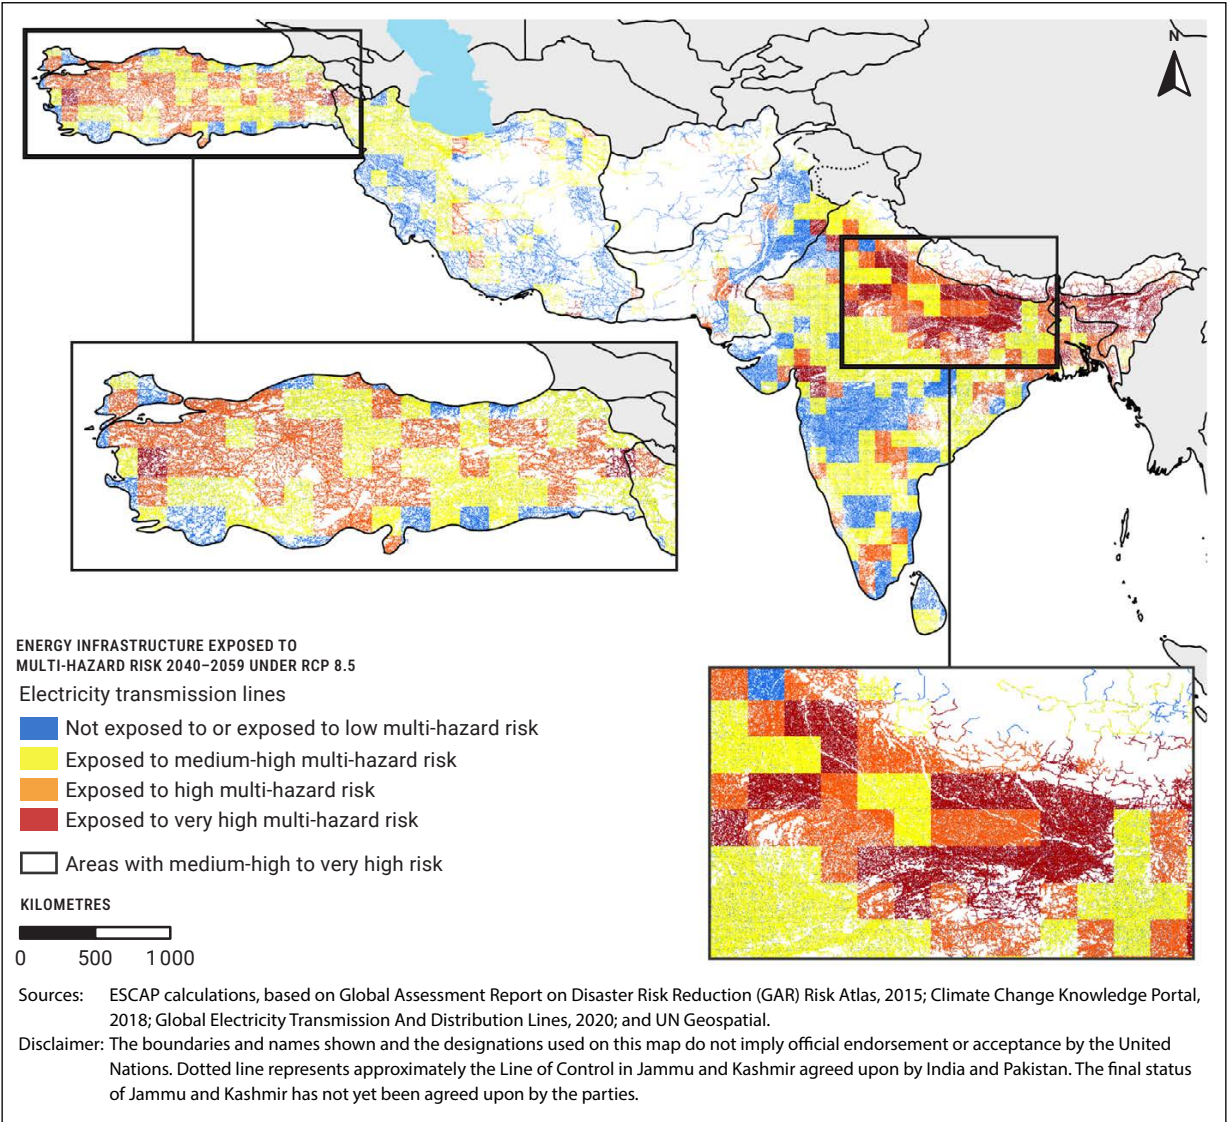 N
ENERGY INFRASTRUCTURE EXPOSED TO
MULTI-HAZARD RISK 2040–2059 UNDER RCP 8.5
Electricity transmission lines
Not exposed to or exposed to low multi-hazard risk
Exposed to medium-high multi-hazard risk
Exposed to high multi-hazard risk
Exposed to very high multi-hazard risk
Areas with medium-high to very high risk
KILOMETRES
0 500 1 000
Sources: ESCAP calculations, based on Global Assessment Report on Disaster Risk Reduction (GAR) Risk Atlas, 2015; Climate Change Knowledge Portal,
2018; Global Electricity Transmission And Distribution Lines, 2020; and UN Geospatial.
Disclaimer: The boundaries and names shown and the designations used on this map do not imply official endorsement or acceptance by the United
Nations. Dotted line represents approximately the Line of Control in Jammu and Kashmir agreed upon by India and Pakistan. The final status
of Jammu and Kashmir has not yet been agreed upon by the parties.